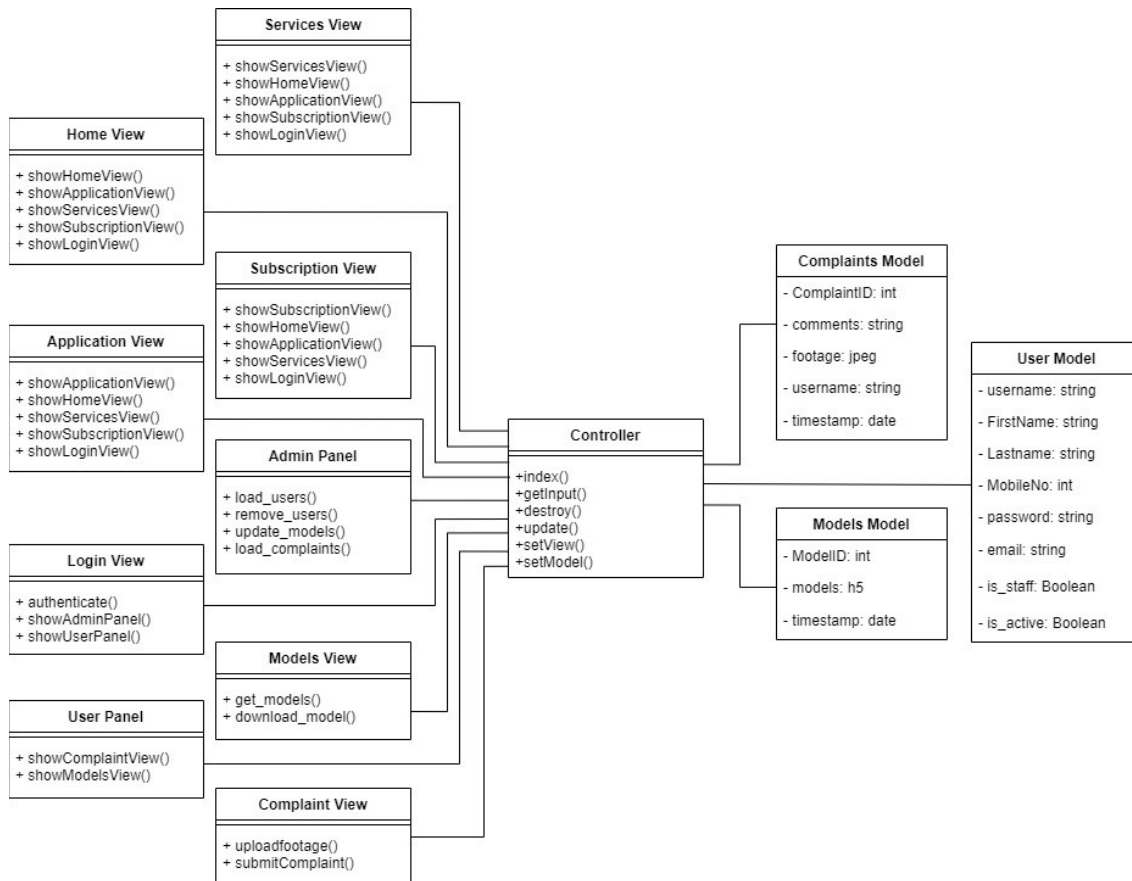 Services View
+ showServicesView()
+ showHomeView()
+ showApplicationView()
+ showSubscriptionView()
+ showLoginView()
Home View
+ showHomeView()
+ showApplicationView()
+ showServicesView()
+ showSubscriptionView()
+ showLoginView()
Subscription View
+ showSubscriptionView()
+ showHomeView()
+ showApplicationView()
+ showServicesView()
+ showLoginView()
Application View
+ showApplicationView()
+ showHomeView()
+ showServicesView()
+ showSubscriptionView()
+ showLoginView()
Admin Panel
+ load_users()
+ remove_users()
+ update_models()
+ load_complaints()
Login View
+ authenticate()
+ showAdminPanel()
+ showUserPanel()
Models View
+ get_models()
+ download_model()
User Panel
+ showComplaintView()
+ showModelsView()
Complaint View
+ uploadfootage()
+ submitComplaint()
Controller
+index()
+getInput()
+destroy()
+update()
+setView()
+setModel()
Complaints Model
- ComplaintID: int
- comments: string
- footage: jpeg
- username: string
- timestamp: date
Models Model
- ModelID: int
- models: h5
- timestamp: date
User Model
- username: string
- FirstName: string
- Lastname: string
- MobileNo: int
- password: string
- email: string
- is_staff: Boolean
- is_active: Boolean